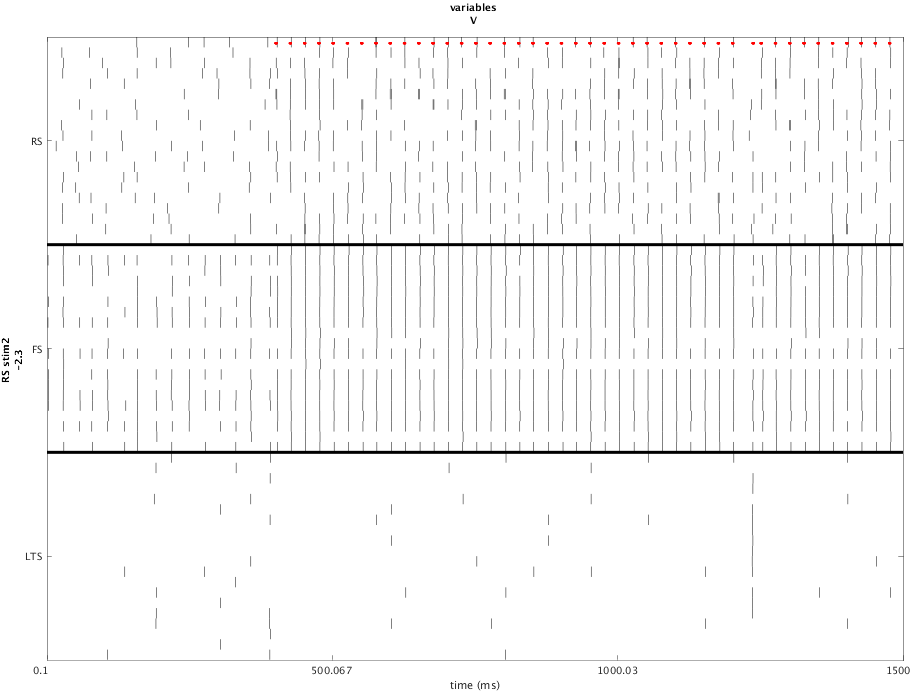 variables
V
RS
FS
LTS
RS stim2
-2.3
0.1
500.067
1000.03
1500
time (ms)